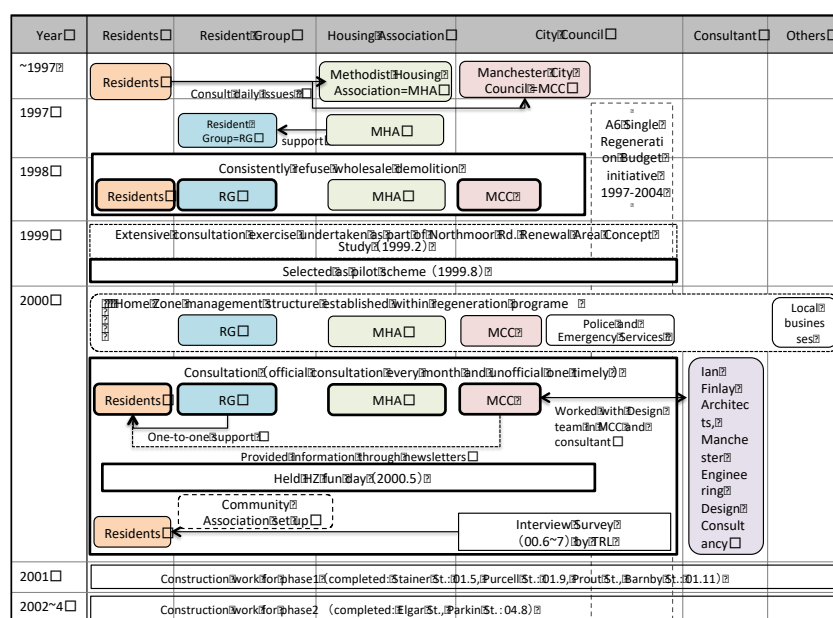 Year Residents Resident Group Housing Association City Council Consultant Others
~1997
Residents
Methodist Housing
Association=MHA
Manchester City
Council=MCC
Consult daily issues
1997
Resident
Group=RG
support
MHA
A6 Single
Regenerati
on Budget
initiative
1997-2004
1998
Consistently refuse wholesale demolition
Residents RG MHA MCC
1999
Extensive consultation exercise undertaken as part of Northmoor Rd. Renewal Area Concept
Study (1999.2)
Selected as pilot scheme (1999.8)
2000
Home Zone management structure established within regeneration programe
RG MHA MCC
Police and
Emergency Services
Local
busines
ses
Consultation (official consultation every month and unofficial one timely)
Residents RG MHA MCC
One-to-one support
Worked with Design
team in MCC and
consultant
Ian
Finlay
Architec
ts,
Manche
ster
Enginee
ring
Design
Consult
ancy
Provided information through newsletters
Held HZ fun day (2000.5)
Community
Association set up
Residents
Interview Survey
(00.6~7) by TRL
2001
Construction work for phase1 (completed: Stainer St.: 01.5, Purcell St.: 01.9, Prout St., Barnby St.: 01.11)
2002~4
Construction work for phase2 (completed: Elgar St., Parkin St.: 04.8)